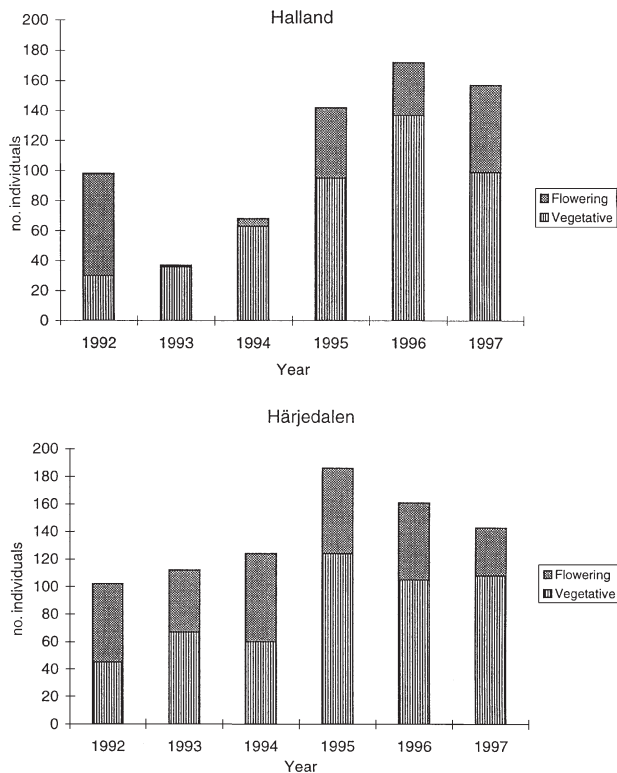 Halland
200
180
160
140
120
100
80
60
40
20
0
no. individuals
1992 1993 1994 1995 1996 1997
Year
Flowering
Vegetative
Härjedalen
200
180
160
140
120
100
80
60
40
20
0
no. individuals
1992 1993 1994 1995 1996 1997
Year
Flowering
Vegetative